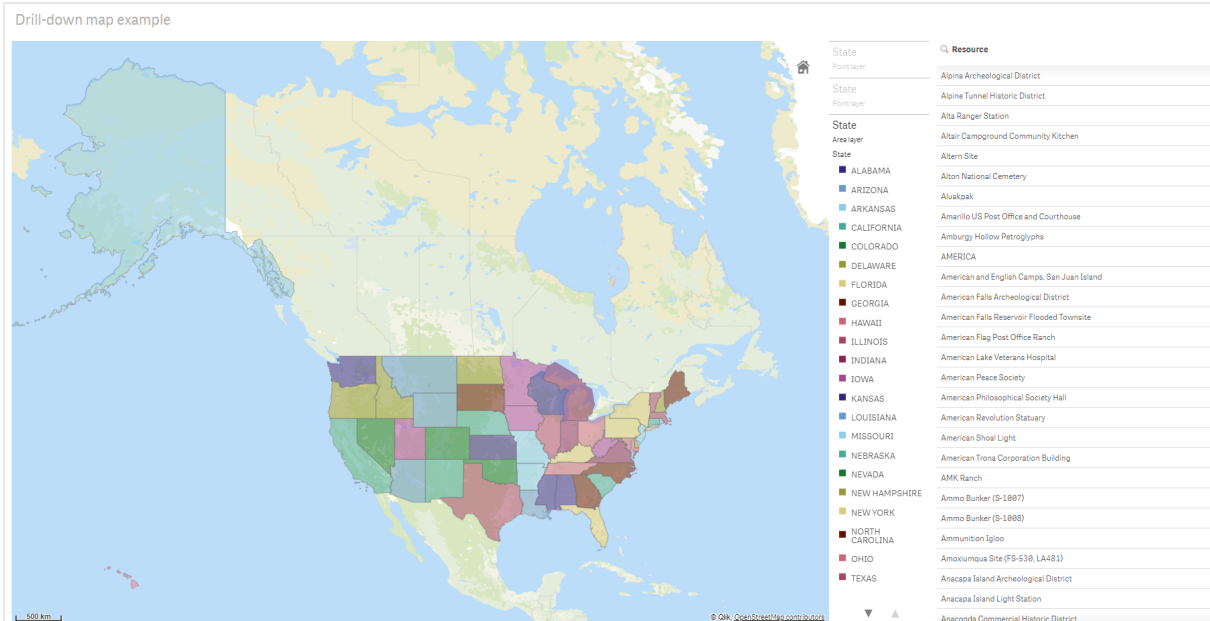 Drill-down map example
500 km
© Qlik, OpenStreetMap contributors
State
Point layer
State
Point layer
State
Area layer
State
ALABAMA
ARIZONA
ARKANSAS
CALIFORNIA
COLORADO
DELAWARE
FLORIDA
GEORGIA
HAWAII
ILLINOIS
INDIANA
IOWA
KANSAS
LOUISIANA
MISSOURI
NEBRASKA
NEVADA
NEW HAMPSHIRE
NEW YORK
NORTH
CAROLINA
OHIO
TEXAS
Resource
Alpina Archeological District
Alpine Tunnel Historic District
Alta Ranger Station
Altair Campground Community Kitchen
Altern Site
Alton National Cemetery
Aluakpak
Amarillo US Post Office and Courthouse
Amburgy Hollow Petroglyphs
AMERICA
American and English Camps, San Juan Island
American Falls Archeological District
American Falls Reservoir Flooded Townsite
American Flag Post Office Ranch
American Lake Veterans Hospital
American Peace Society
American Philosophical Society Hall
American Revolution Statuary
American Shoal Light
American Trona Corporation Building
AMK Ranch
Ammo Bunker (S-1007)
Ammo Bunker (S-1008)
Ammunition Igloo
Amoxiumqua Site (FS-530, LA481)
Anacapa Island Archeological District
Anacapa Island Light Station
Anaconda Commercial Historic District